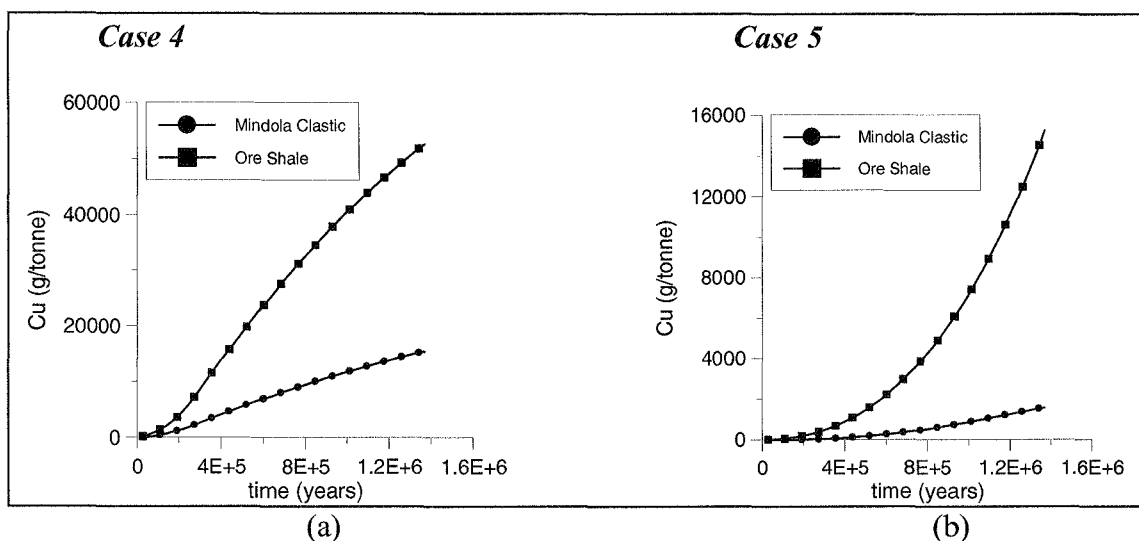 Case 4
60000
40000
20000
0
Cu (g/tonne)
Mindola Clastic
Ore Shale
0 4E+5 8E+5 1.2E+6 1.6E+6
time (years)
(a)
Case 5
16000
12000
8000
4000
0
Cu (g/tonne)
Mindola Clastic
Ore Shale
0 4E+5 8E+5 1.2E+6 1.6E+6
time (years)
(b)